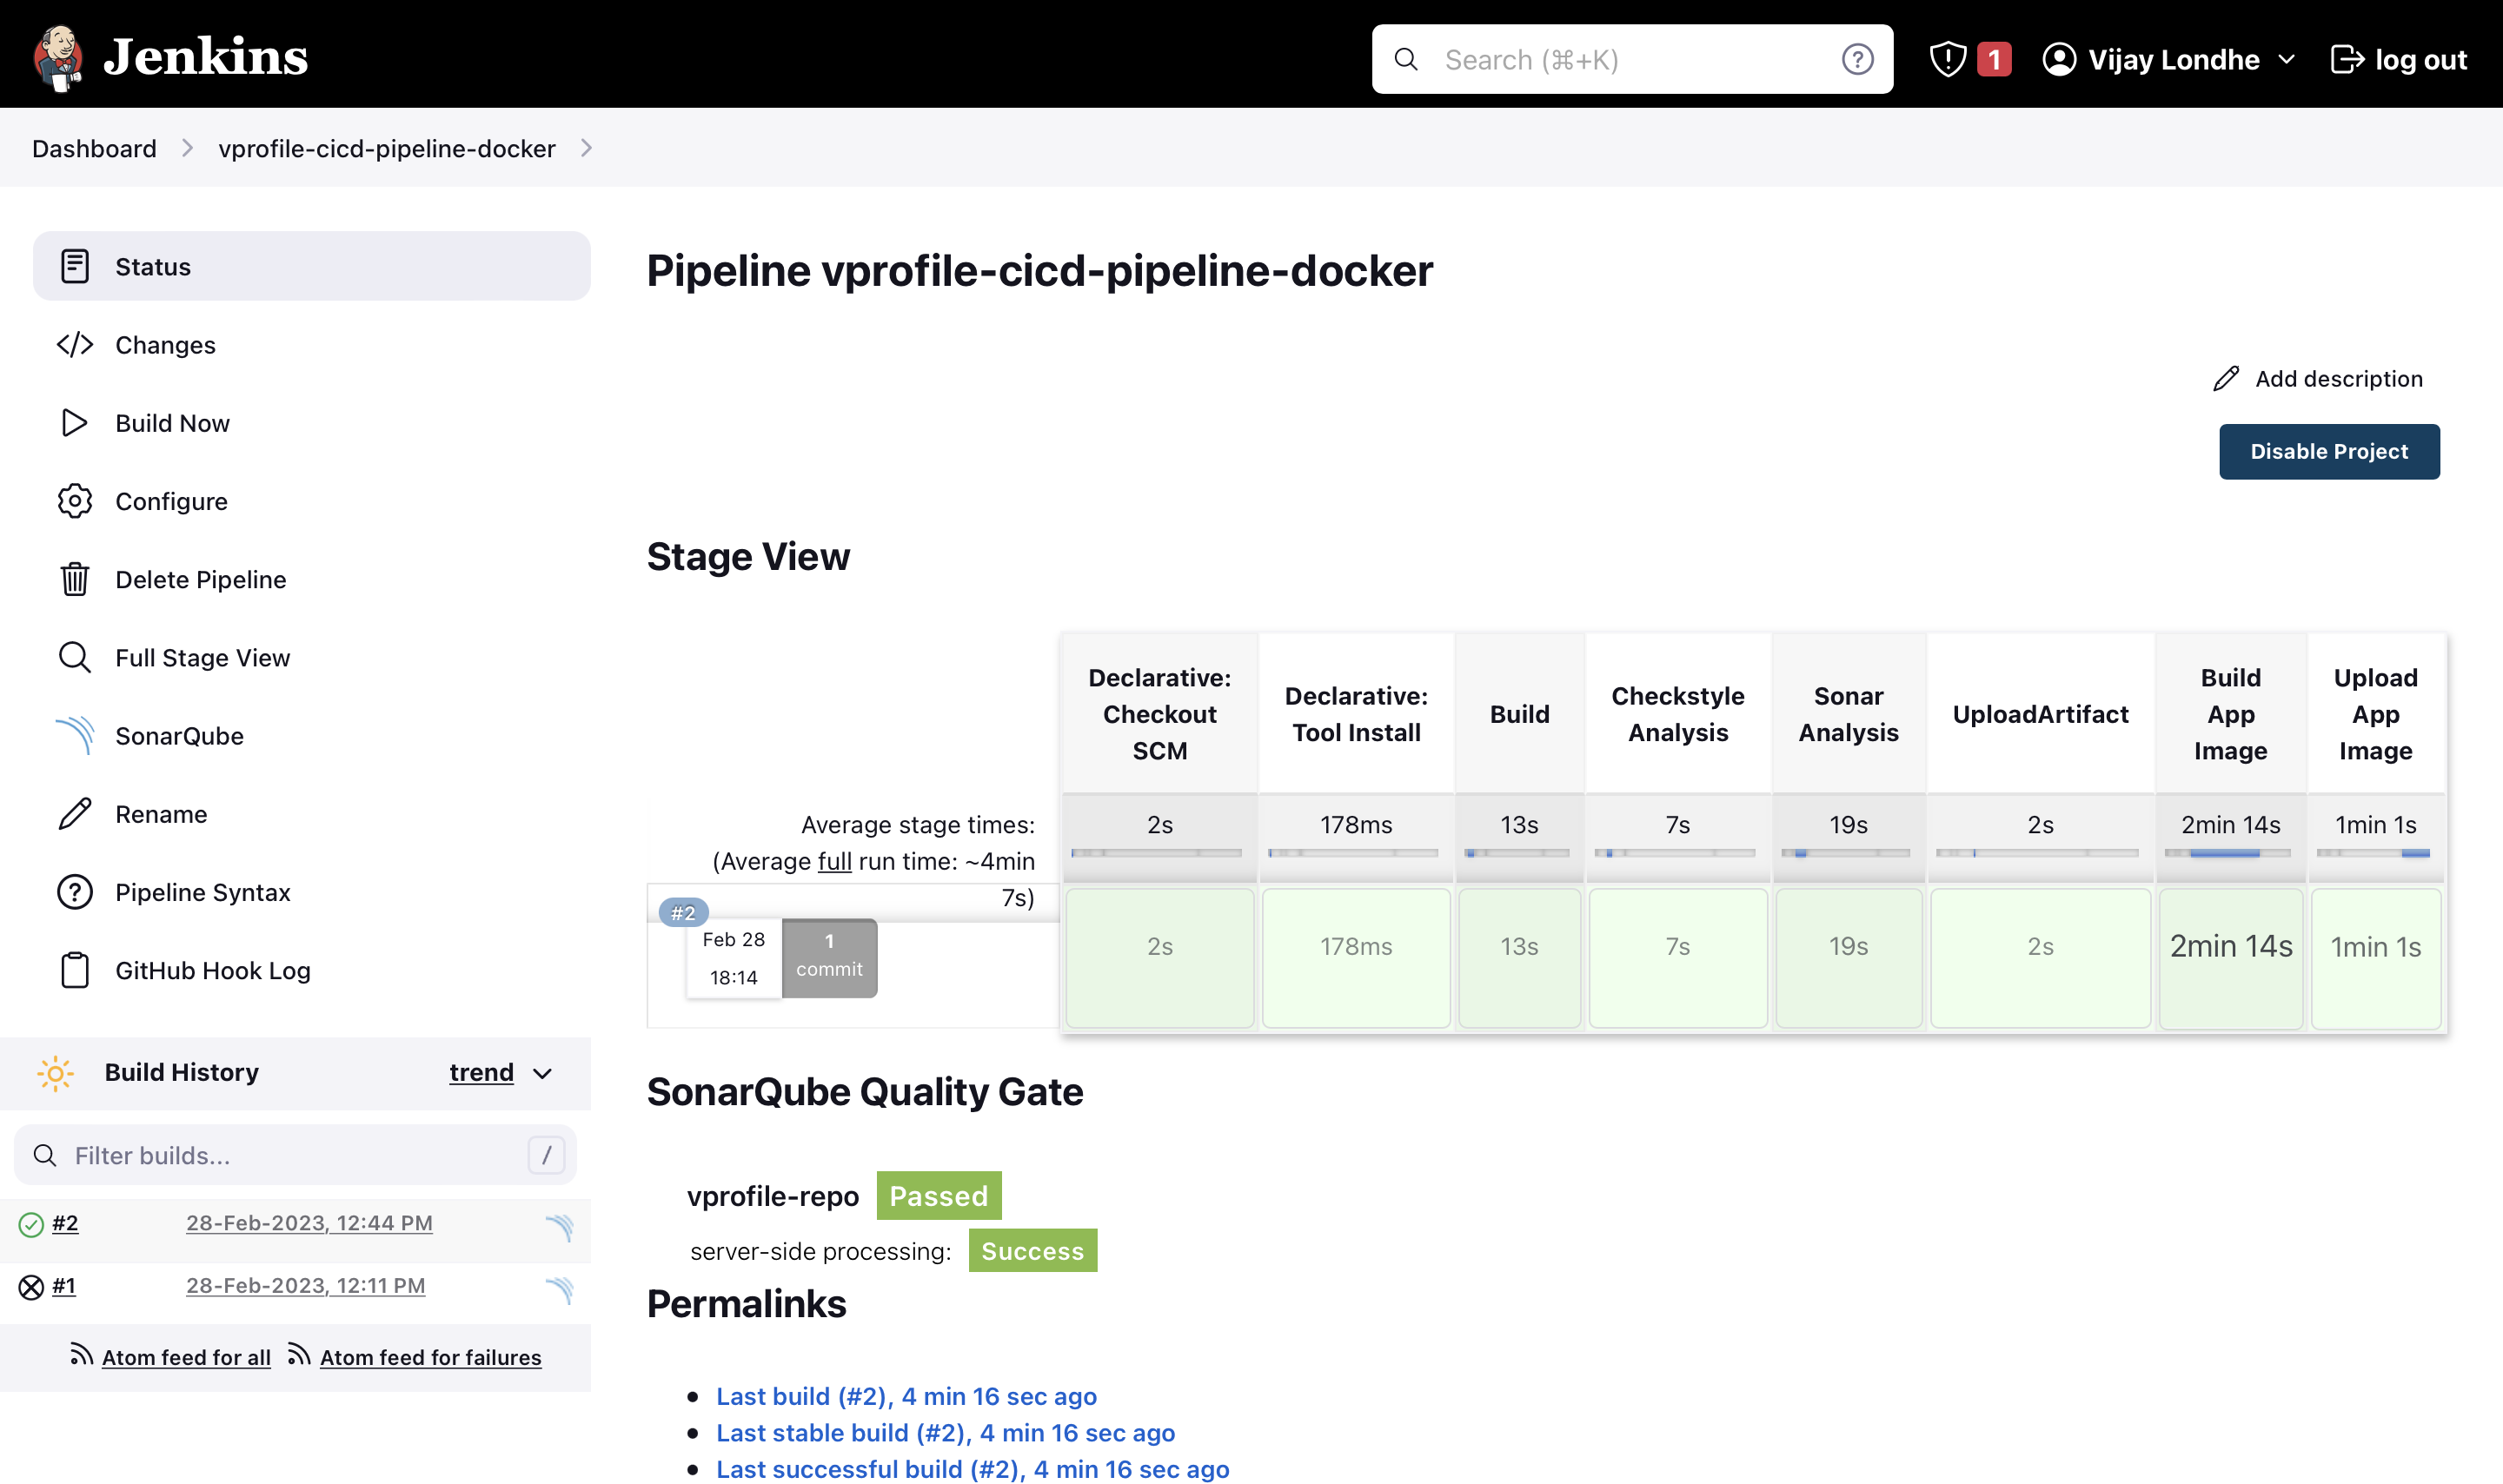 Jenkins
Search (⌘+K)
?
1
Vijay Londhe
log out
Dashboard
vprofile-cicd-pipeline-docker
Status
Changes
Build Now
Configure
Delete Pipeline
Full Stage View
SonarQube
Rename
Pipeline Syntax
GitHub Hook Log
Build History
trend
Filter builds...
/
#2
28-Feb-2023, 12:44 PM
#1
28-Feb-2023, 12:11 PM
Atom feed for all
Atom feed for failures
Pipeline vprofile-cicd-pipeline-docker
Add description
Disable Project
Stage View
Declarative:
Checkout
SCM
Declarative:
Tool Install
Build
Checkstyle
Analysis
Sonar
Analysis
UploadArtifact
Build
App
Image
Upload
App
Image
Average stage times:
(Average full run time: ~4min
7s)
2s
178ms
13s
7s
19s
2s
2min 14s
1min 1s
#2
Feb 28
18:14
1
commit
2s
178ms
13s
7s
19s
2s
2min 14s
1min 1s
SonarQube Quality Gate
vprofile-repo
Passed
server-side processing:
Success
Permalinks
Last build (#2), 4 min 16 sec ago
Last stable build (#2), 4 min 16 sec ago
Last successful build (#2), 4 min 16 sec ago